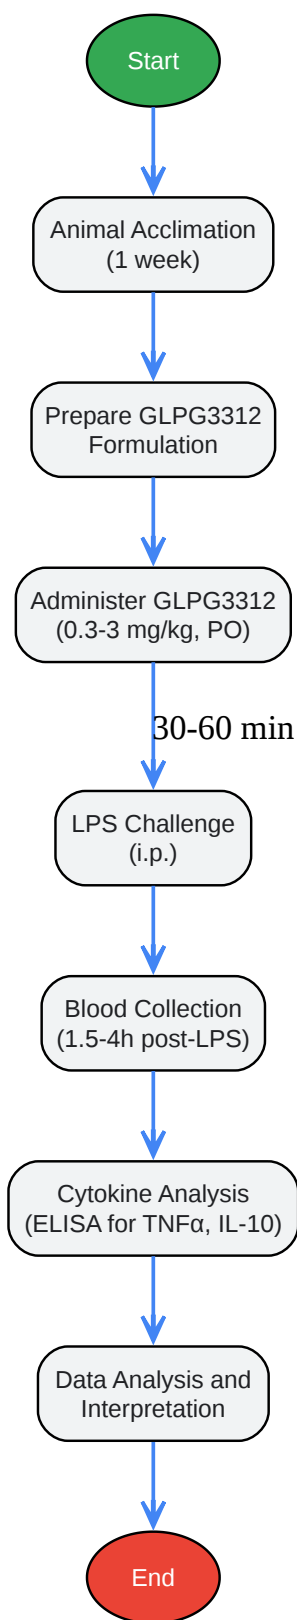 Start
Animal Acclimation
(1 week)
Prepare GLPG3312
Formulation
Administer GLPG3312
(0.3-3 mg/kg, PO)
30-60 min
LPS Challenge
(i.p.)
Blood Collection
(1.5-4h post-LPS)
Cytokine Analysis
(ELISA for TNFα, IL-10)
Data Analysis and
Interpretation
End